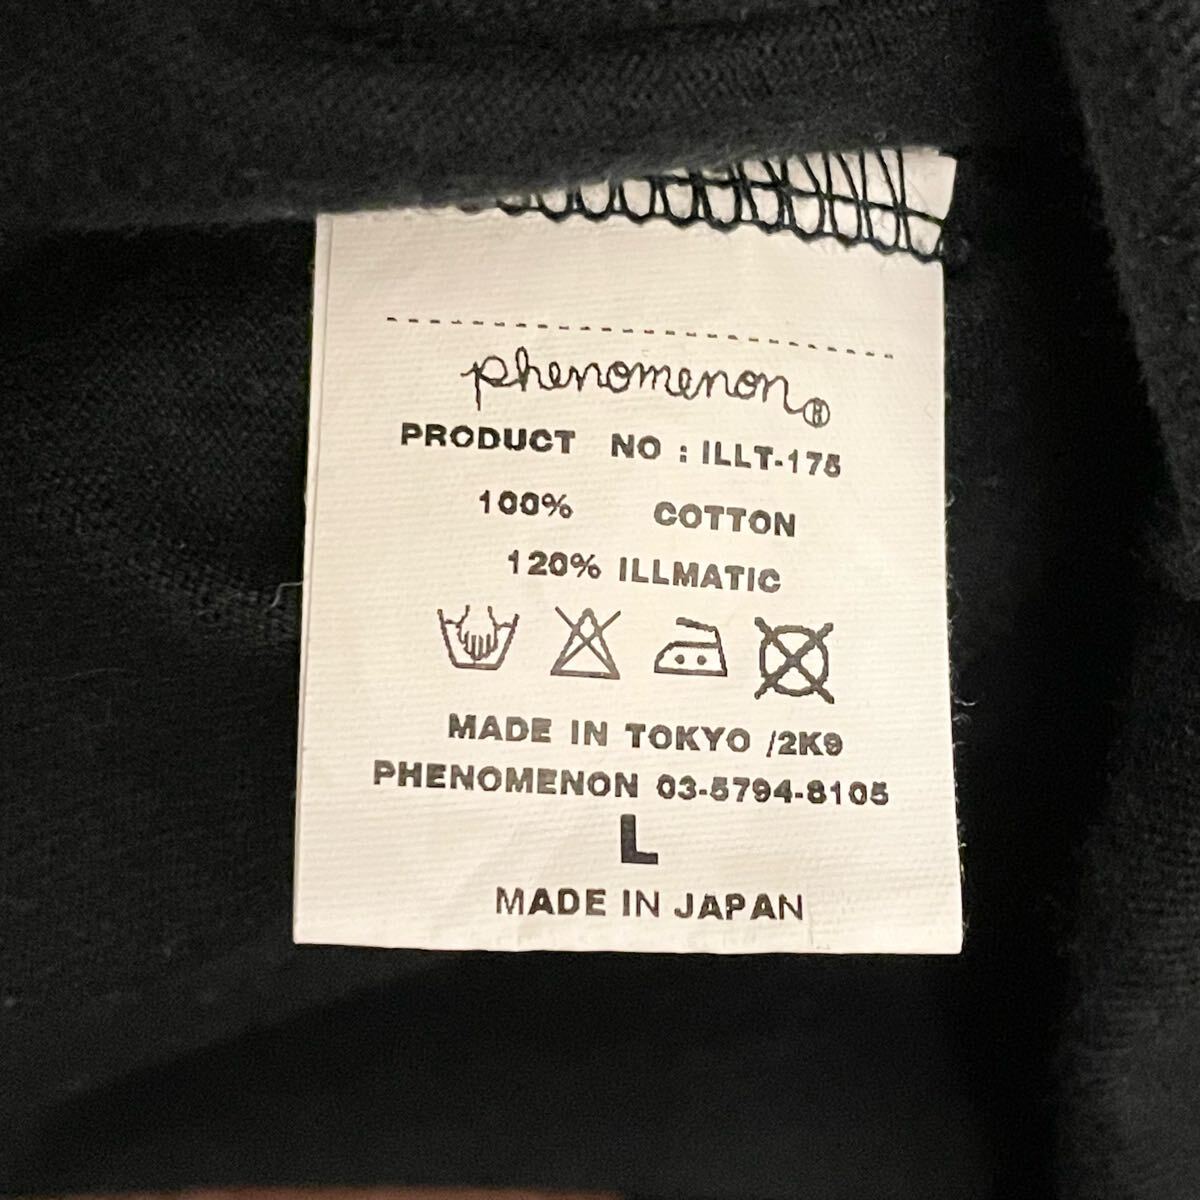 phenomenon®
PRODUCT NO : ILLT-175
100% COTTON
120% ILLMATIC
MADE IN TOKYO /2K9
PHENOMENON 03-5794-8105
L
MADE IN JAPAN